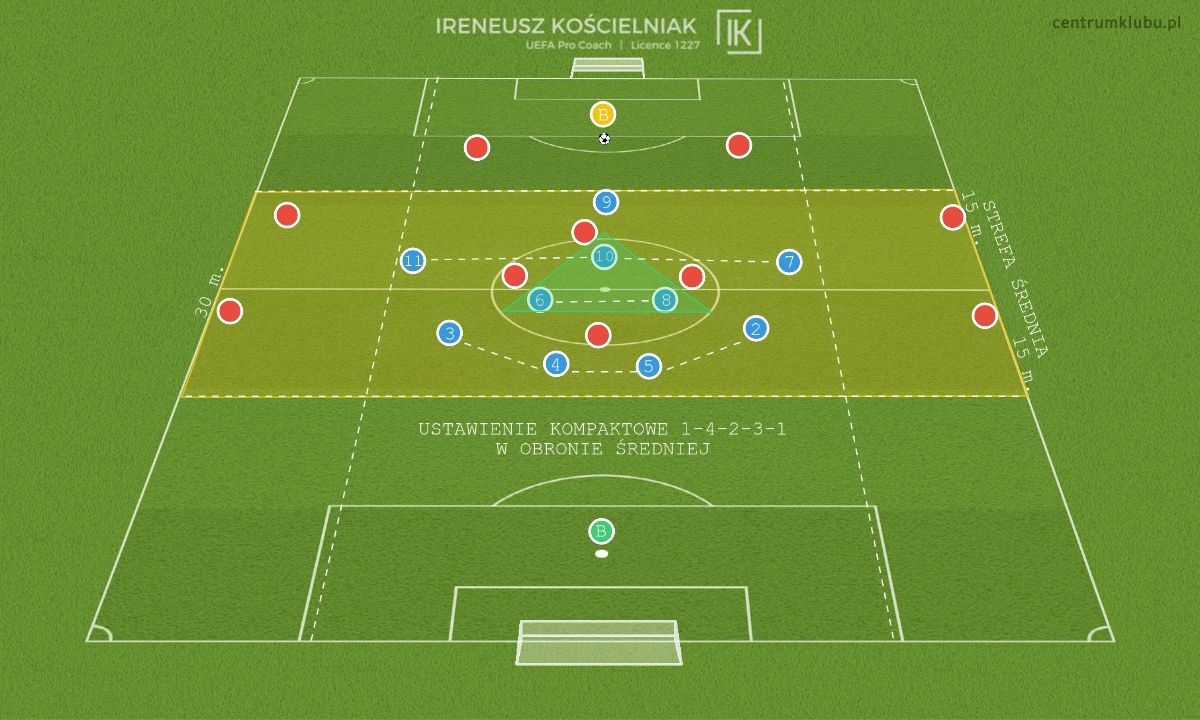 IRENEUSZ KOŚCIELNIAK
UEFA Pro Coach | Licence 1227
IK
centrumklubu.pl
B
9
11
10
7
6
8
3
2
4
5
30 m.
15 m.
STREFA ŚREDNIA
15 m.
USTAWIENIE KOMPAKTOWE 1-4-2-3-1
W OBRONIE ŚREDNIEJ
B